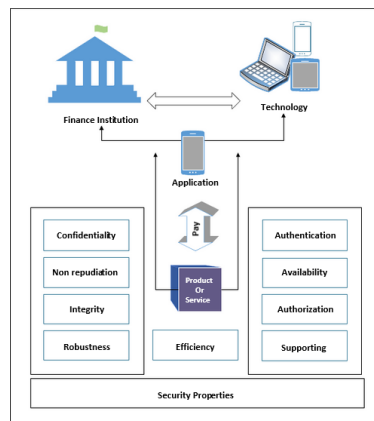 Finance Institution
Technology
Application
Pay
Confidentiality
Non repudiation
Integrity
Robustness
Product
Or
Service
Efficiency
Authentication
Availability
Authorization
Supporting
Security Properties